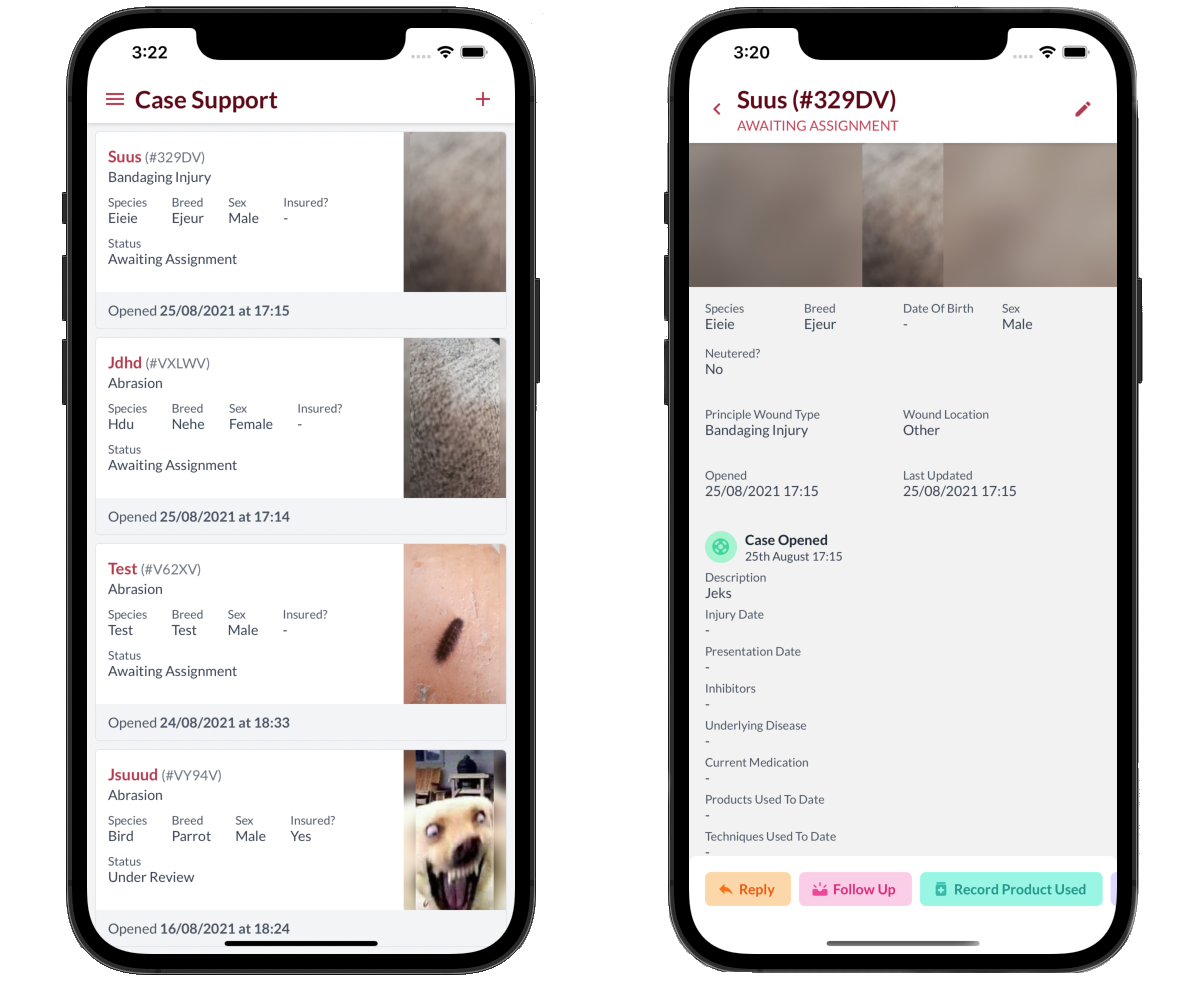 3:22
Case Support
Suus (#329DV)
Bandaging Injury
Species Breed Sex Insured?
Eieie Ejeur Male -
Status
Awaiting Assignment
Opened 25/08/2021 at 17:15
Jdhd (#VXLWV)
Abrasion
Species Breed Sex Insured?
Hdu Nehe Female -
Status
Awaiting Assignment
Opened 25/08/2021 at 17:14
Test (#V62XV)
Abrasion
Species Breed Sex Insured?
Test Test Male -
Status
Awaiting Assignment
Opened 24/08/2021 at 18:33
Jsuuud (#VY94V)
Abrasion
Species Breed Sex Insured?
Bird Parrot Male Yes
Status
Under Review
Opened 16/08/2021 at 18:24
3:20
Suus (#329DV)
AWAITING ASSIGNMENT
Species Breed Date Of Birth Sex
Eieie Ejeur - Male
Neutered?
No
Principle Wound Type Wound Location
Bandaging Injury Other
Opened Last Updated
25/08/2021 17:15 25/08/2021 17:15
Case Opened
25th August 17:15
Description
Jeks
Injury Date
-
Presentation Date
-
Inhibitors
-
Underlying Disease
-
Current Medication
-
Products Used To Date
-
Techniques Used To Date
-
Reply Follow Up Record Product Used